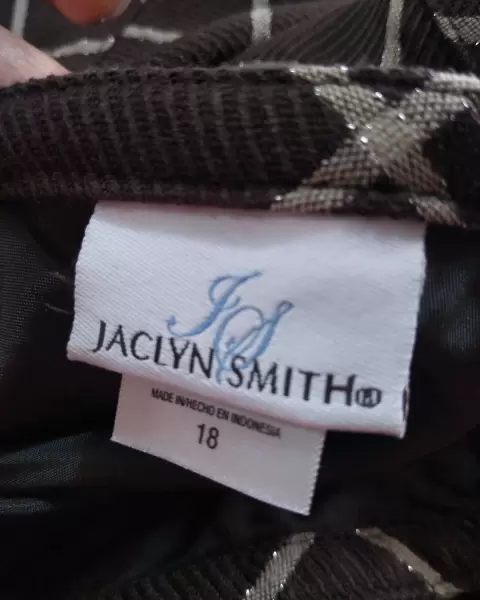 JS
JACLYN SMITH®
MADE IN/HECHO EN INDONESIA
18